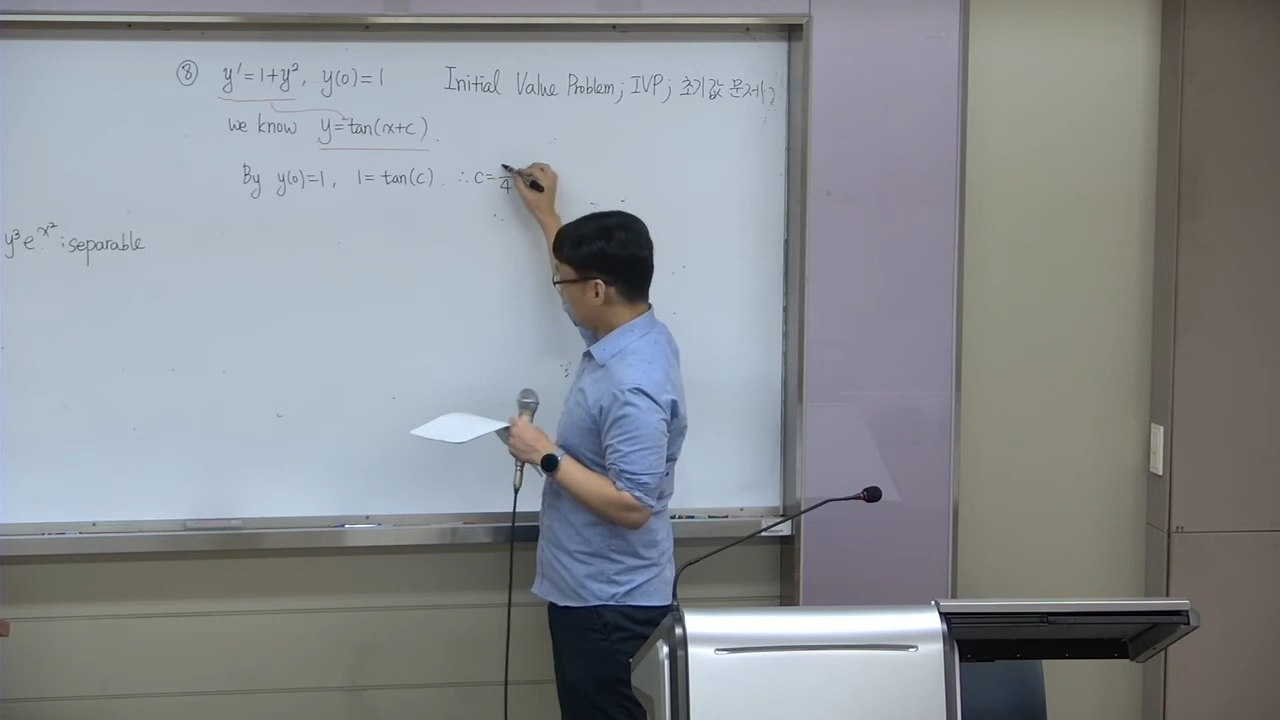 ⑧ y' = 1+y², y(0)=1 Initial Value Problem; IVP; 초기값 문제
we know y=tan(x+c).
By y(0)=1, 1= tan(c). ∴ c= /4
y³e^x² : separable